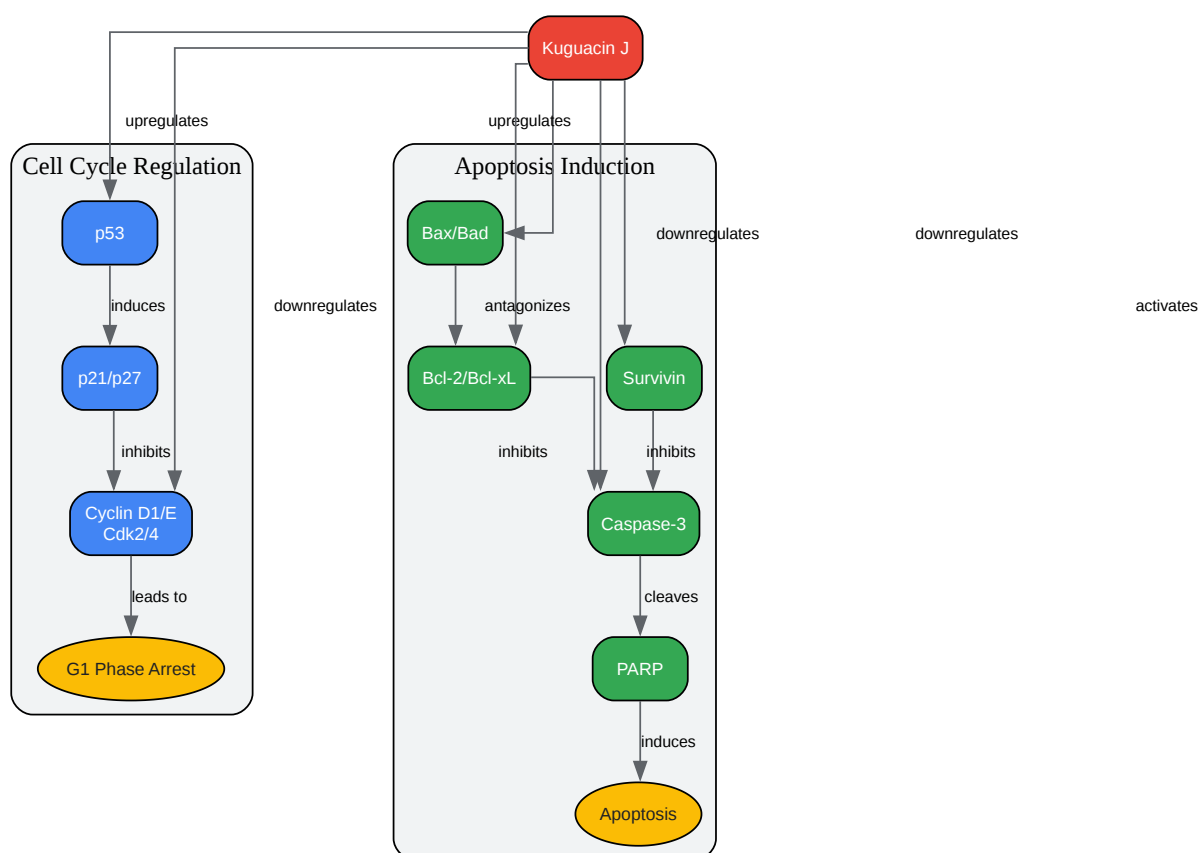 Kuguacin J
upregulates
upregulates
Cell Cycle Regulation
Apoptosis Induction
p53
Bax/Bad
downregulates
downregulates
induces
downregulates
antagonizes
activates
p21/p27
Bcl-2/Bcl-xL
Survivin
inhibits
inhibits
inhibits
Cyclin D1/E
Cdk2/4
Caspase-3
leads to
cleaves
G1 Phase Arrest
PARP
induces
Apoptosis